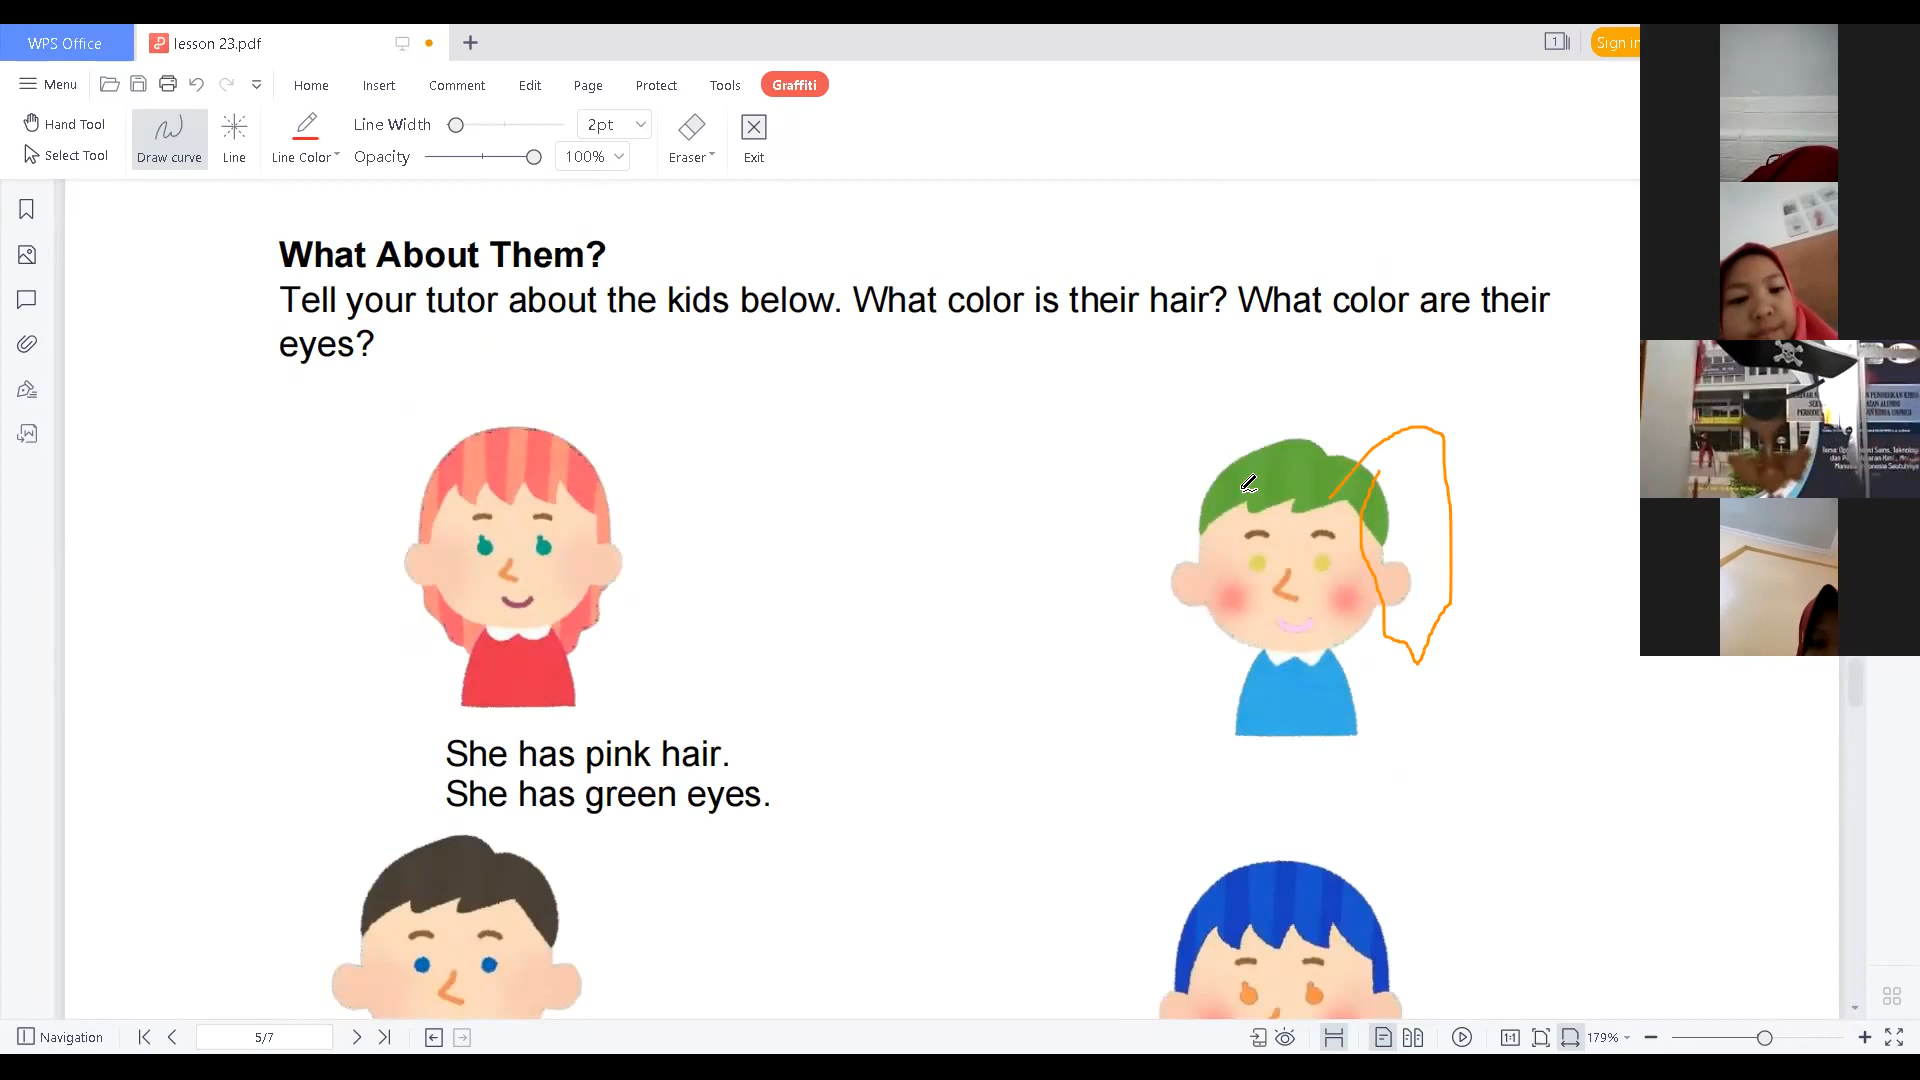 WPS Office
lesson 23.pdf
1
Sign in
Menu
Home
Insert
Comment
Edit
Page
Protect
Tools
Graffiti
Hand Tool
Select Tool
Draw curve
Line
Line Color
Line Width
2pt
Opacity
100%
Eraser
Exit
What About Them?
Tell your tutor about the kids below. What color is their hair? What color are their
eyes?
She has pink hair.
She has green eyes.
Navigation
5/7
1:1
179%